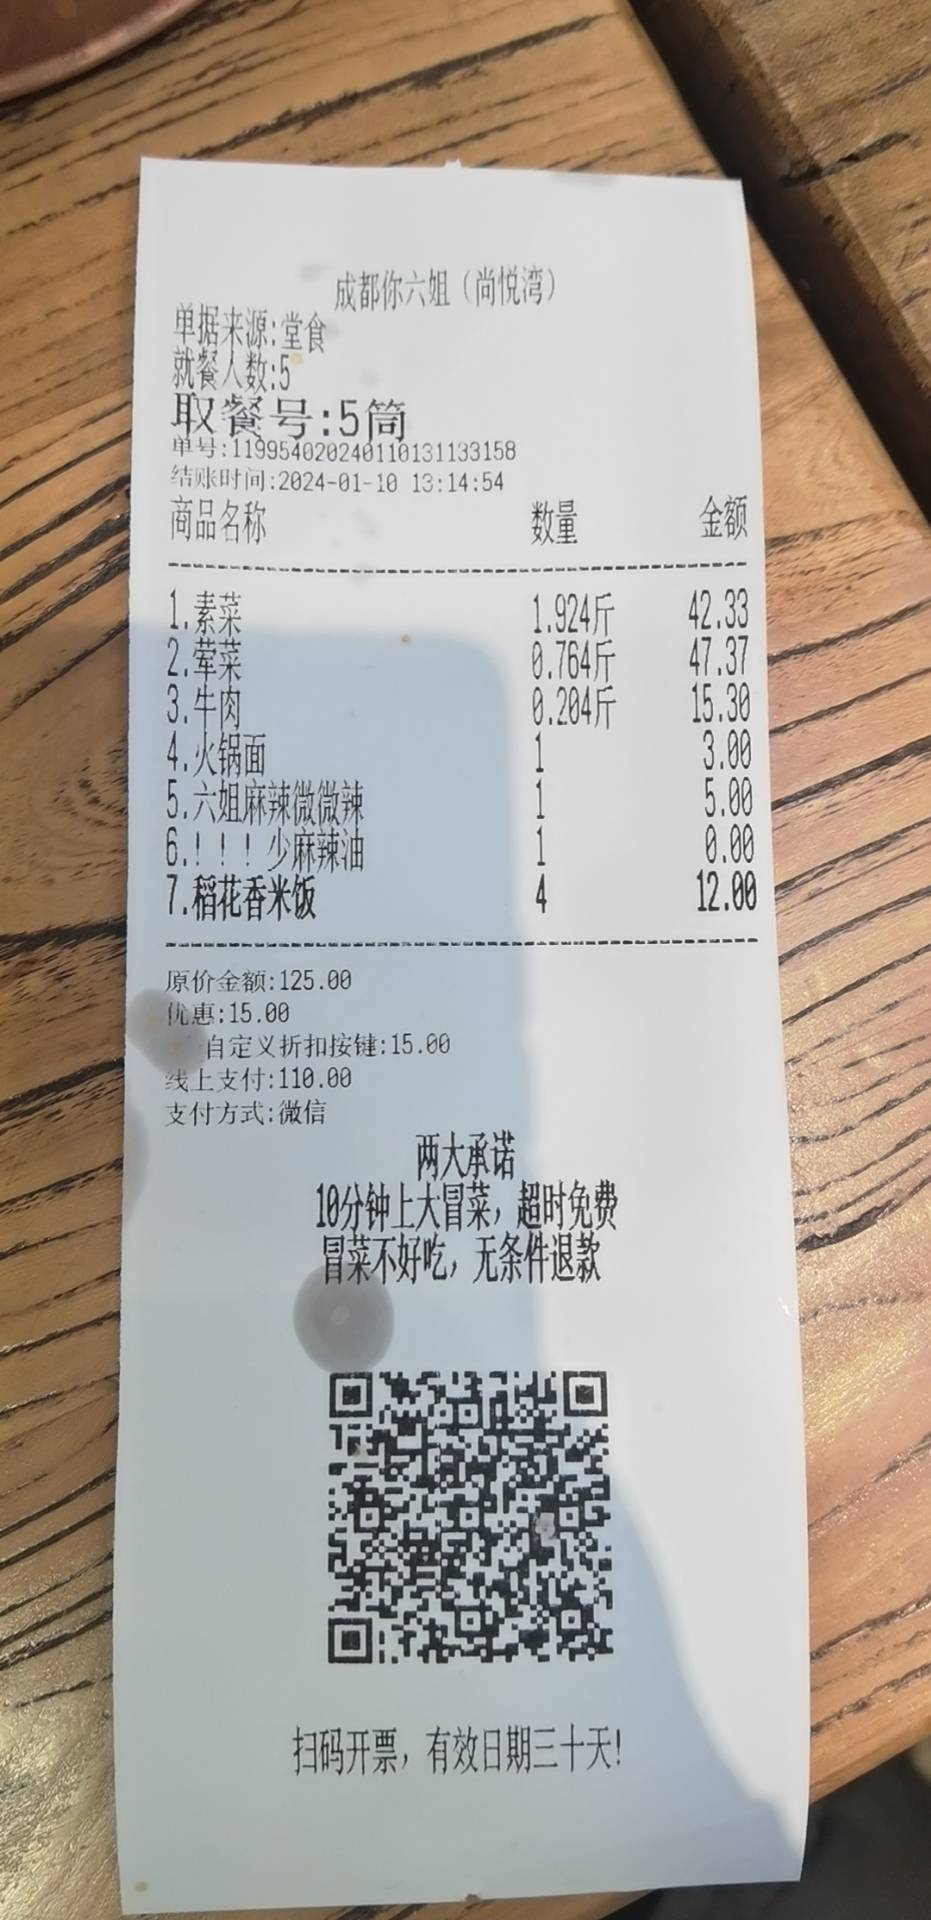 成都你六姐（尚悦湾）
单据来源:堂食
就餐人数:5
取餐号:5筒
单号:11995402024011013113​3158
结账时间:2024-01-10 13:14:54
商品名称 数量 金额
1.素菜 1.924斤 42.33
2.荤菜 0.764斤 47.37
3.牛肉 0.204斤 15.30
4.火锅面 1 3.00
5.六姐麻辣微微辣 1 5.00
6.！！！少麻辣油 1 0.00
7.稻花香米饭 4 12.00
原价金额:125.00
优惠:15.00
自定义折扣按键:15.00
线上支付:110.00
支付方式:微信
两大承诺
10分钟上大冒菜，超时免费
冒菜不好吃，无条件退款
扫码开票，有效日期三十天！